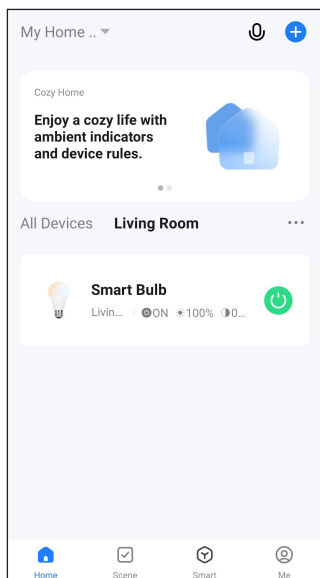 My Home ..
Cozy Home
Enjoy a cozy life with
ambient indicators
and device rules.
All Devices Living Room ...
Smart Bulb
Livin... ON 100% 0...
Home Scene Smart Me